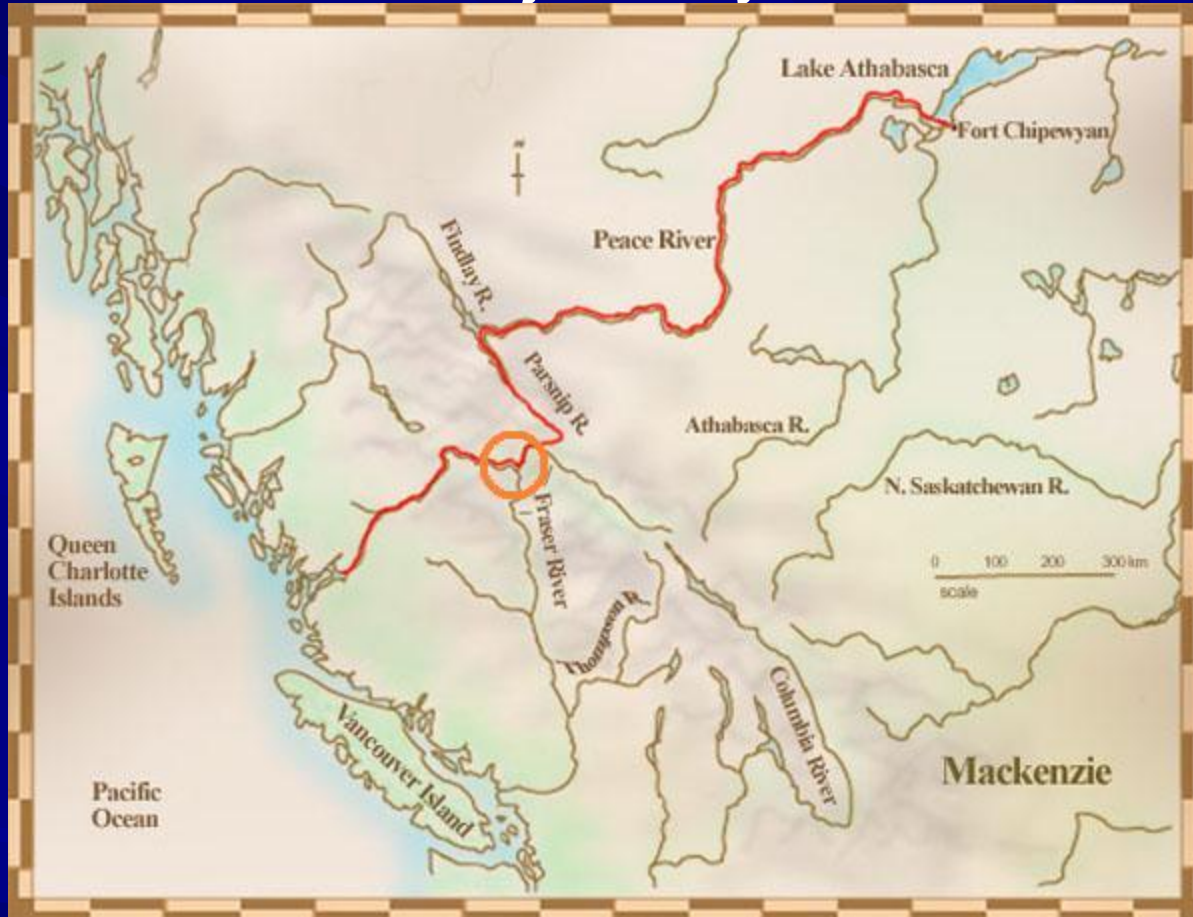 Lake Athabasca
Fort Chipewyan
Findlay R.
Peace River
Parsnip R.
Athabasca R.
N. Saskatchewan R.
Queen
Charlotte
Islands
Fraser River
0 100 200 300 km
scale
Thompson R.
Columbia River
Vancouver Island
Mackenzie
Pacific
Ocean